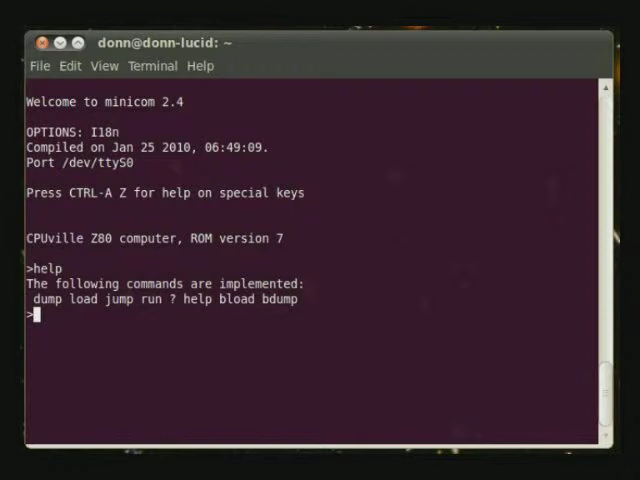 donn@donn-lucid: ~
File Edit View Terminal Help
Welcome to minicom 2.4
OPTIONS: I18n
Compiled on Jan 25 2010, 06:49:09.
Port /dev/ttyS0
Press CTRL-A Z for help on special keys
CPUville Z80 computer, ROM version 7
>help
The following commands are implemented:
dump load jump run ? help bload bdump
>